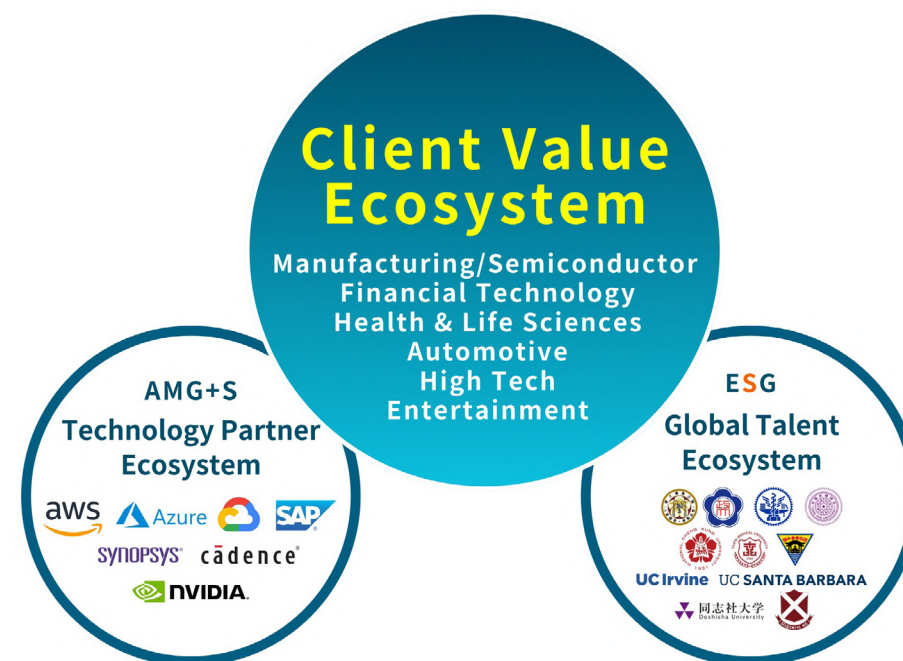 Client Value
Ecosystem
Manufacturing/Semiconductor
Financial Technology
Health & Life Sciences
Automotive
High Tech
Entertainment
AMG+S
Technology Partner
Ecosystem
aws Azure SAP
SYNOPSYS® cādence®
NVIDIA.
ESG
Global Talent
Ecosystem
UC Irvine UC SANTA BARBARA
同志社大学
Doshisha University